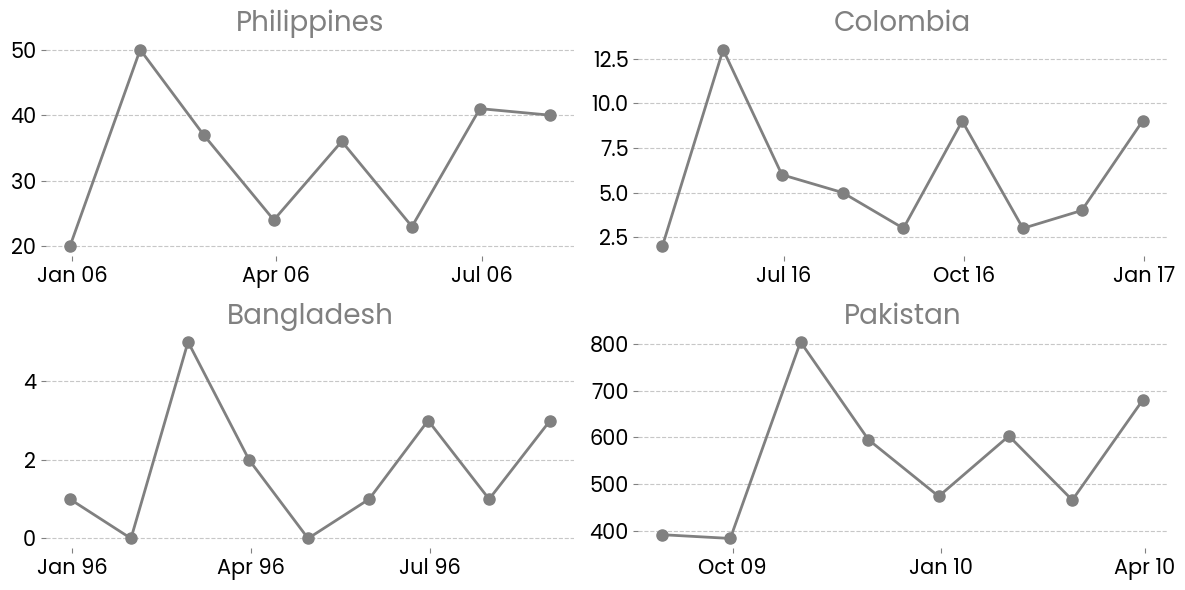 Philippines
50
40
30
20
Jan 06 Apr 06 Jul 06
Colombia
12.5
10.0
7.5
5.0
2.5
Jul 16 Oct 16 Jan 17
Bangladesh
4
2
0
Jan 96 Apr 96 Jul 96
Pakistan
800
700
600
500
400
Oct 09 Jan 10 Apr 10